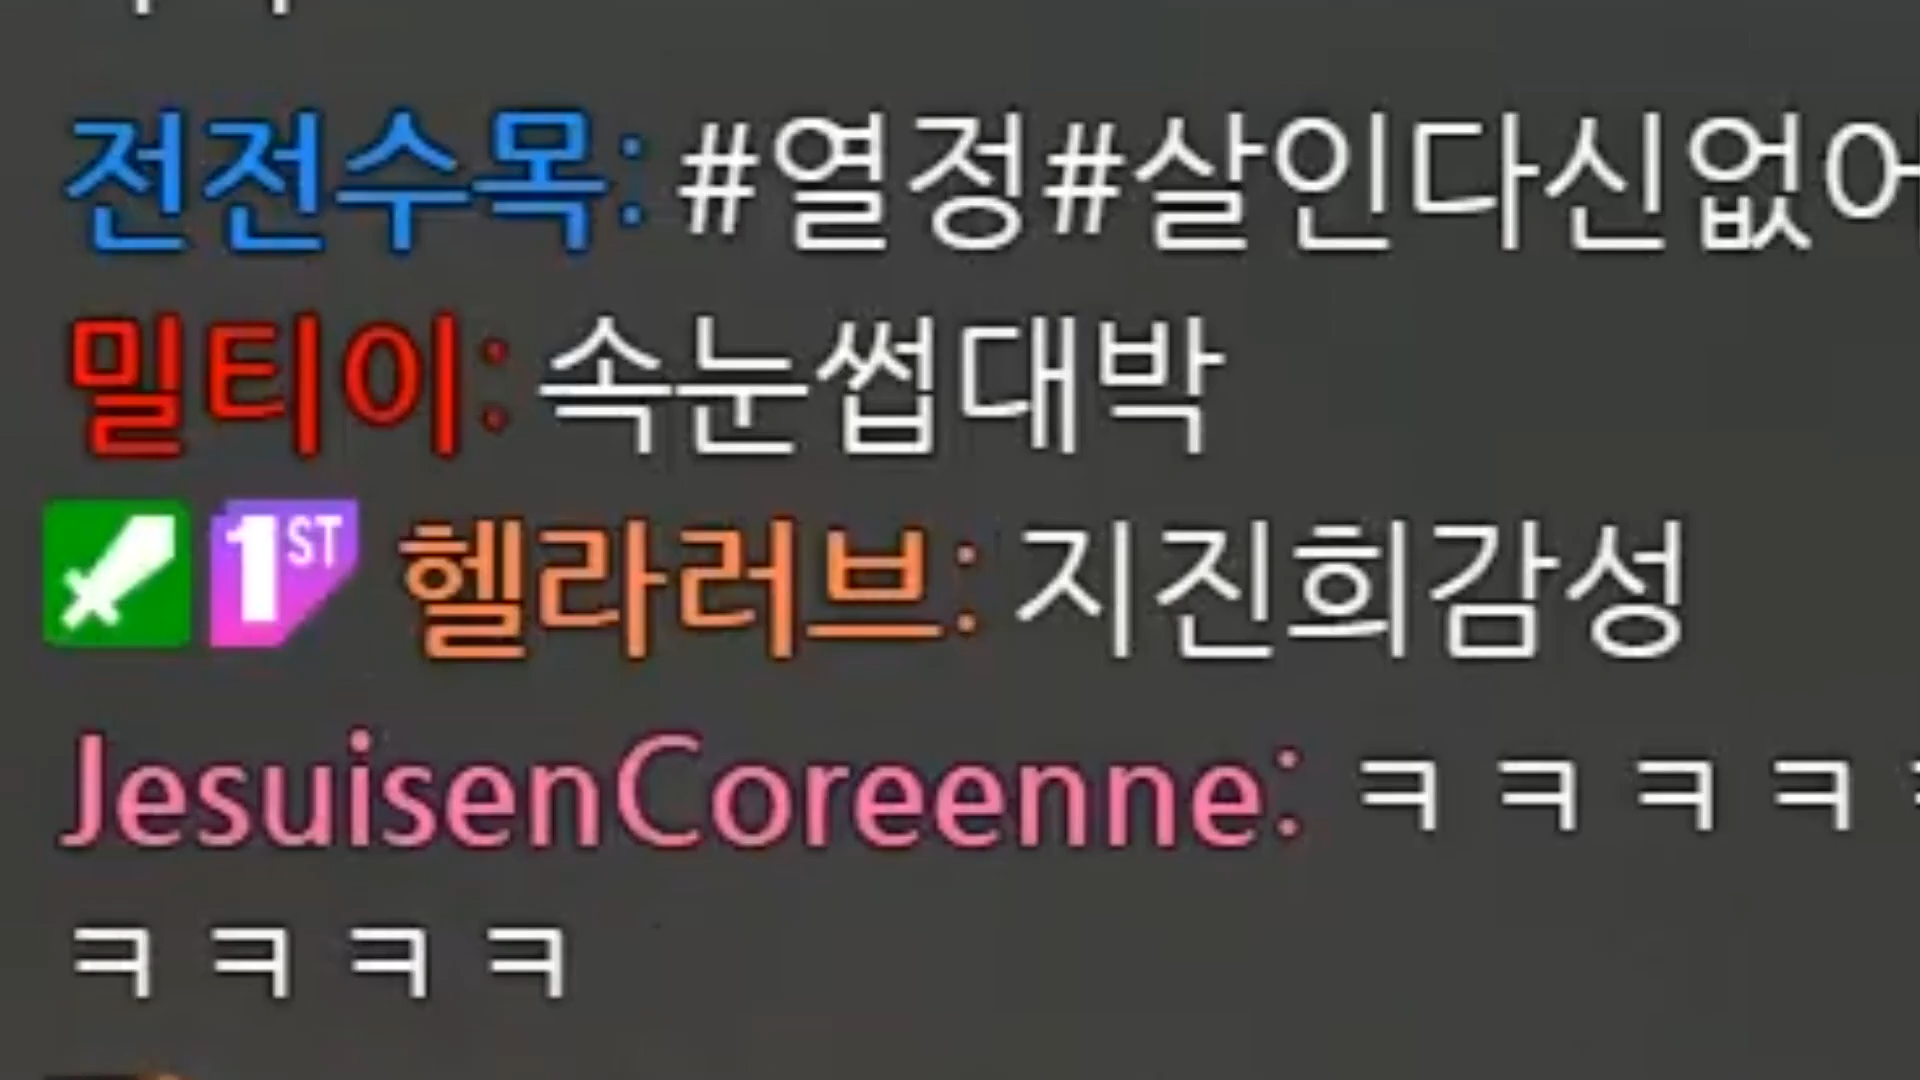 전전수목: #열정#살인다신없어
밀티이: 속눈썹대박
1ST 헬라러브: 지진희감성
JesuisenCoreenne: ㅋㅋㅋㅋ
ㅋㅋㅋㅋ